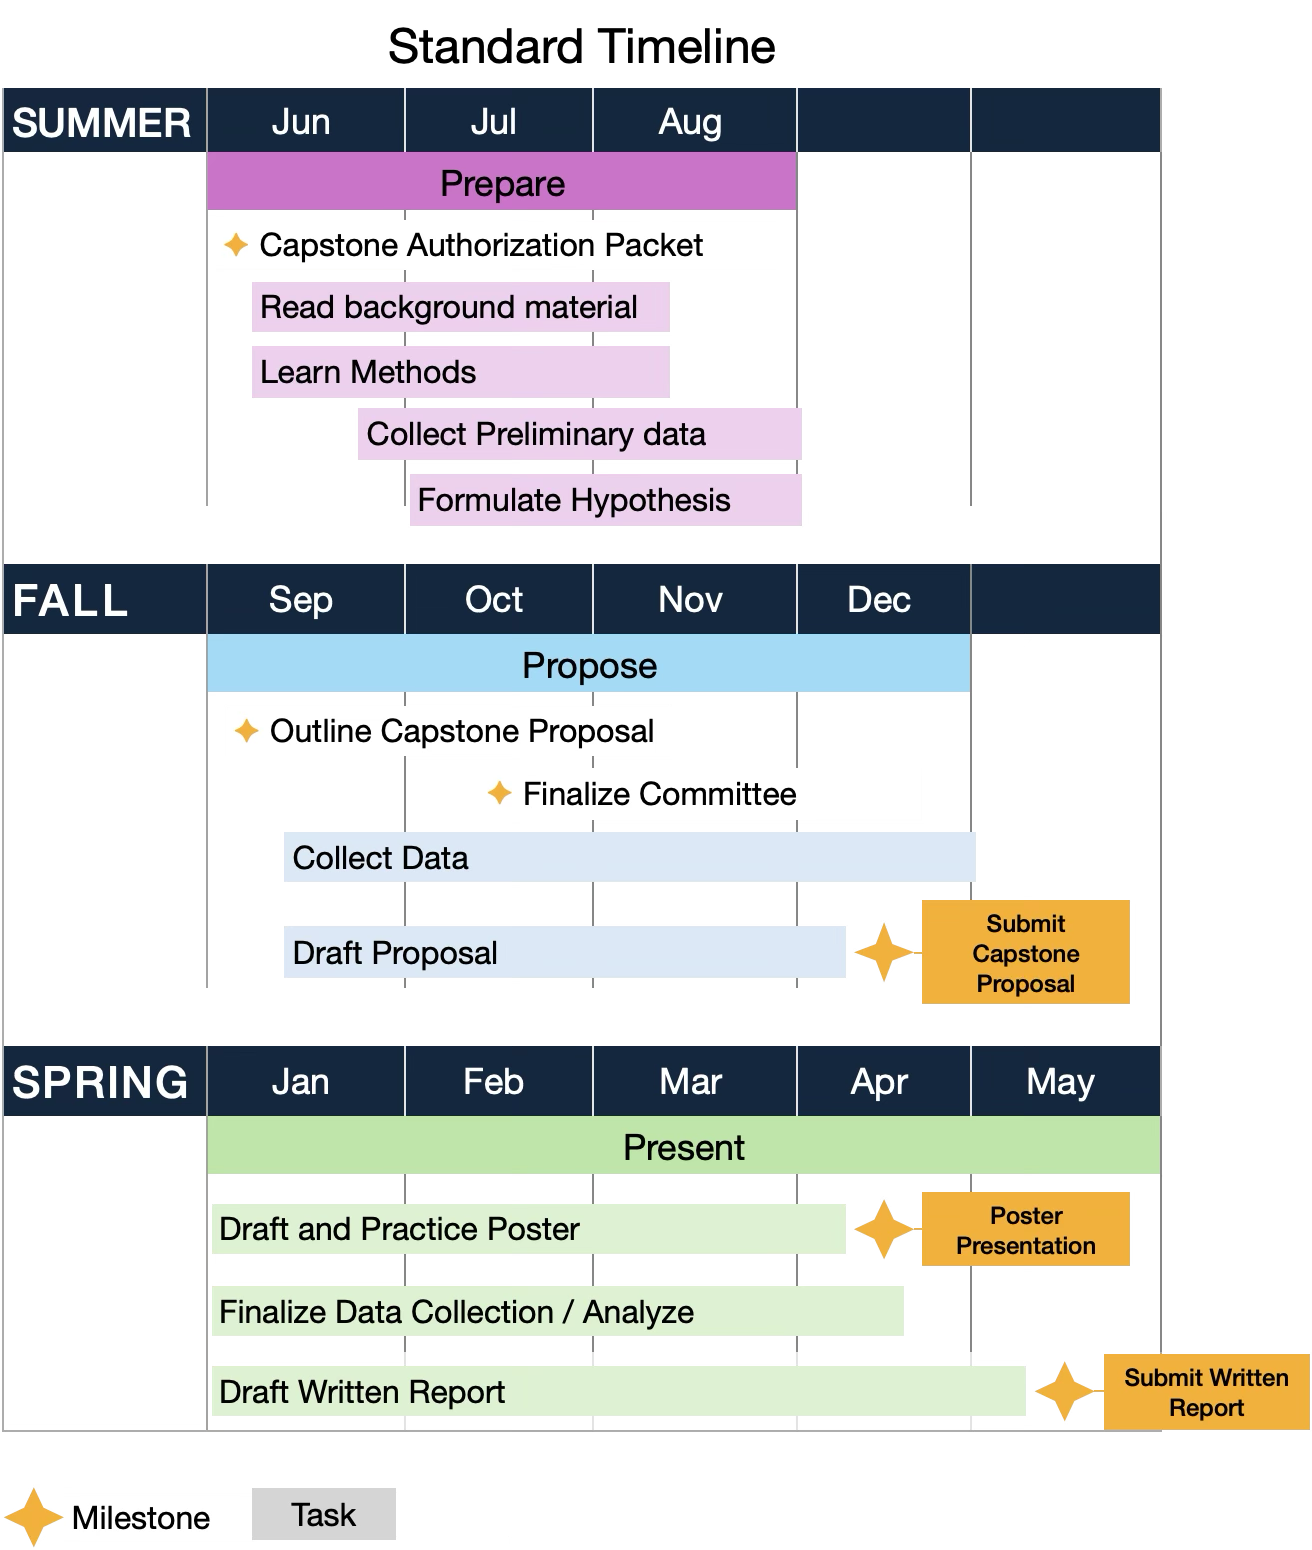 Standard Timeline
SUMMER Jun Jul Aug
Prepare
Capstone Authorization Packet
Read background material
Learn Methods
Collect Preliminary data
Formulate Hypothesis
FALL Sep Oct Nov Dec
Propose
Outline Capstone Proposal
Finalize Committee
Collect Data
Draft Proposal
Submit
Capstone
Proposal
SPRING Jan Feb Mar Apr May
Present
Draft and Practice Poster
Poster
Presentation
Finalize Data Collection / Analyze
Draft Written Report
Submit Written
Report
Milestone Task